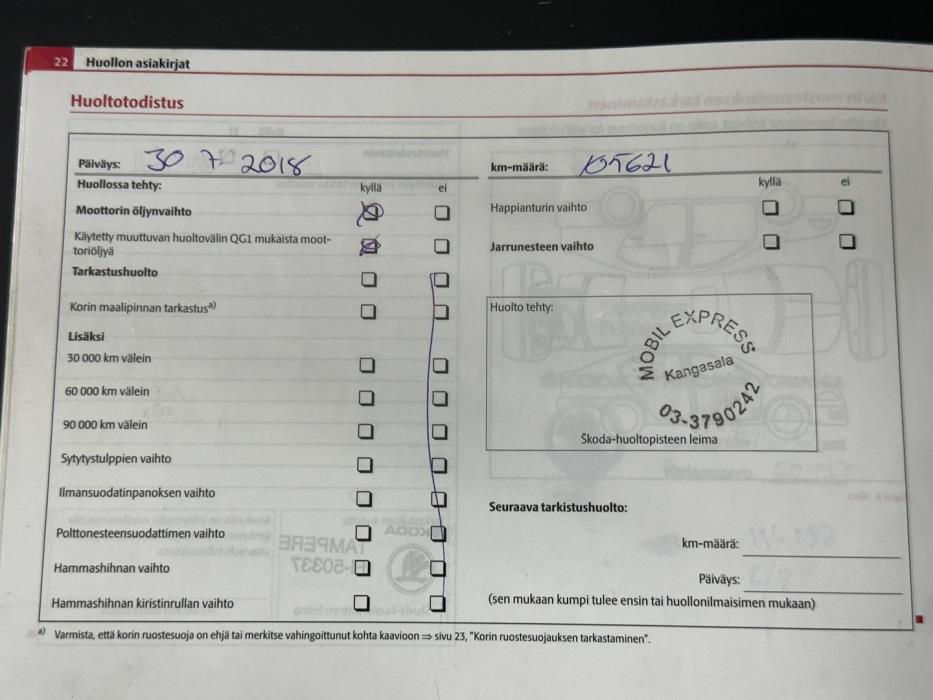 22 Huollon asiakirjat
Huoltotodistus
Päiväys: 30 7 2018
km-määrä: 105621
Huollossa tehty: kyllä ei
Moottorin öljynvaihto
Käytetty muuttuvan huoltovälin QG1 mukaista moot-
toriöljyä
Tarkastushuolto
Korin maalipinnan tarkastusa)
Lisäksi
30 000 km välein
60 000 km välein
90 000 km välein
Sytytystulppien vaihto
Ilmansuodatinpanoksen vaihto
Polttonesteensuodattimen vaihto
Hammashihnan vaihto
Hammashihnan kiristinrullan vaihto
kyllä ei
Happianturin vaihto
Jarrunesteen vaihto
Huolto tehty:
MOBIL EXPRESS
Kangasala
03-3790242
Škoda-huoltopisteen leima
Seuraava tarkistushuolto:
km-määrä:
Päiväys:
(sen mukaan kumpi tulee ensin tai huollonilmaisimen mukaan)
a) Varmista, että korin ruostesuoja on ehjä tai merkitse vahingoittunut kohta kaavioon ⇒ sivu 23, "Korin ruostesuojauksen tarkastaminen".